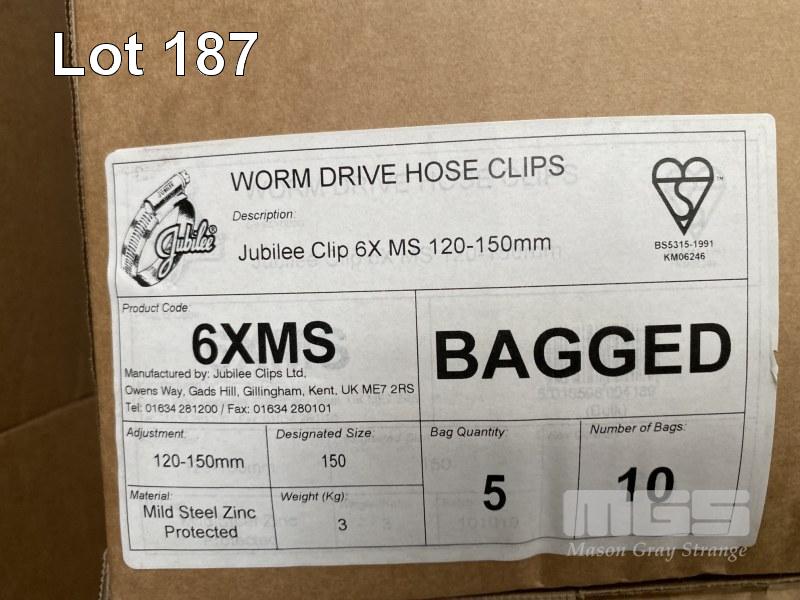 Lot 187
WORM DRIVE HOSE CLIPS
Description:
Jubilee Clip 6X MS 120-150mm
Jubilee®
BS5315-1991
KM06246
Product Code:
6XMS
Manufactured by: Jubilee Clips Ltd,
Owens Way, Gads Hill, Gillingham, Kent, UK ME7 2RS
Tel: 01634 281200 / Fax: 01634 280101
BAGGED
Adjustment:
120-150mm
Designated Size:
150
Bag Quantity:
5
Number of Bags:
10
Material:
Mild Steel Zinc
Protected
Weight (Kg):
3
MGS
Mason Gray Strange